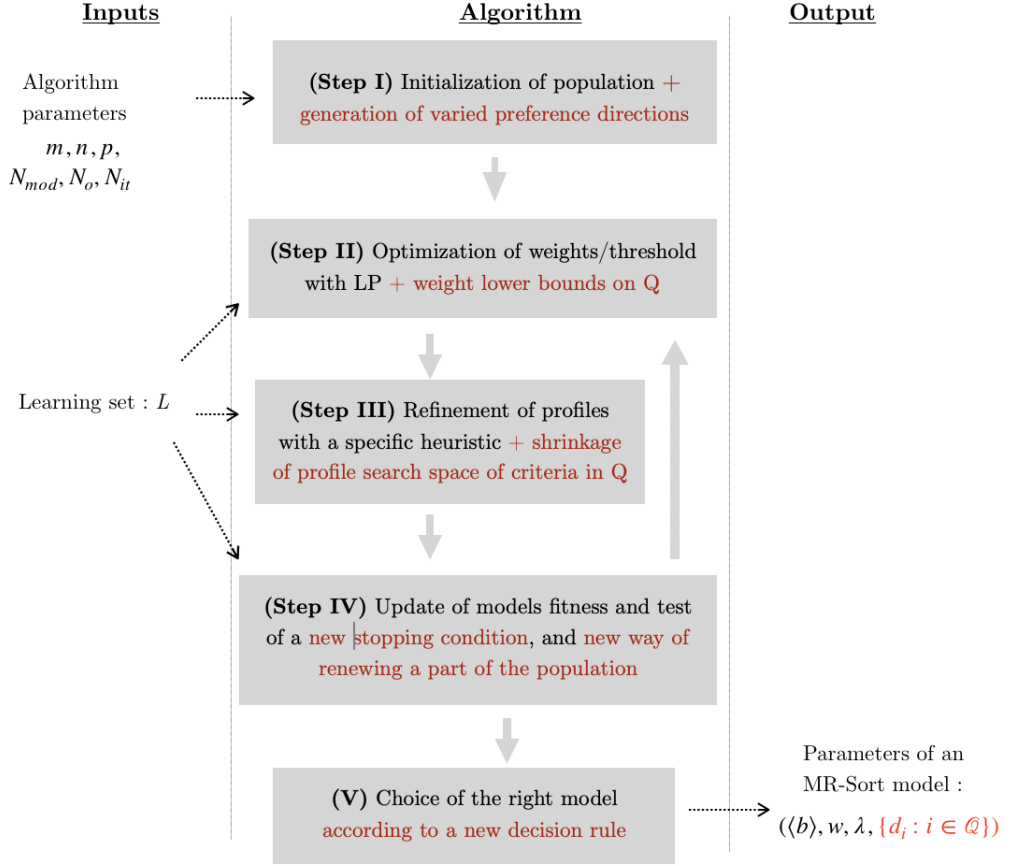 Inputs
Algorithm
Output
Algorithm
parameters
m, n, p,
N_mod, N_o, N_it
(Step I) Initialization of population +
generation of varied preference directions
(Step II) Optimization of weights/threshold
with LP + weight lower bounds on Q
Learning set : L
(Step III) Refinement of profiles
with a specific heuristic + shrinkage
of profile search space of criteria in Q
(Step IV) Update of models fitness and test
of a new stopping condition, and new way of
renewing a part of the population
(V) Choice of the right model
according to a new decision rule
Parameters of an
MR-Sort model :
(⟨b⟩, w, λ, {d_i : i ∈ Q})